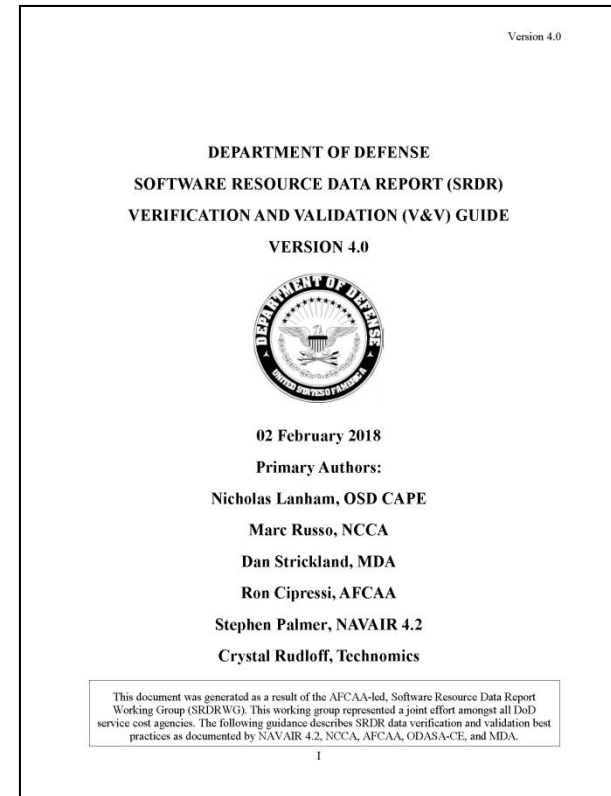 Version 4.0
DEPARTMENT OF DEFENSE
SOFTWARE RESOURCE DATA REPORT (SRDR)
VERIFICATION AND VALIDATION (V&V) GUIDE
VERSION 4.0
DEPARTMENT OF DEFENSE
UNITED STATES OF AMERICA
02 February 2018
Primary Authors:
Nicholas Lanham, OSD CAPE
Marc Russo, NCCA
Dan Strickland, MDA
Ron Cipressi, AFCAA
Stephen Palmer, NAVAIR 4.2
Crystal Rudloff, Technomics
This document was generated as a result of the AFCAA-led, Software Resource Data Report
Working Group (SRDRWG). This working group represented a joint effort amongst all DoD
service cost agencies. The following guidance describes SRDR data verification and validation best
practices as documented by NAVAIR 4.2, NCCA, AFCAA, ODASA-CE, and MDA.
I